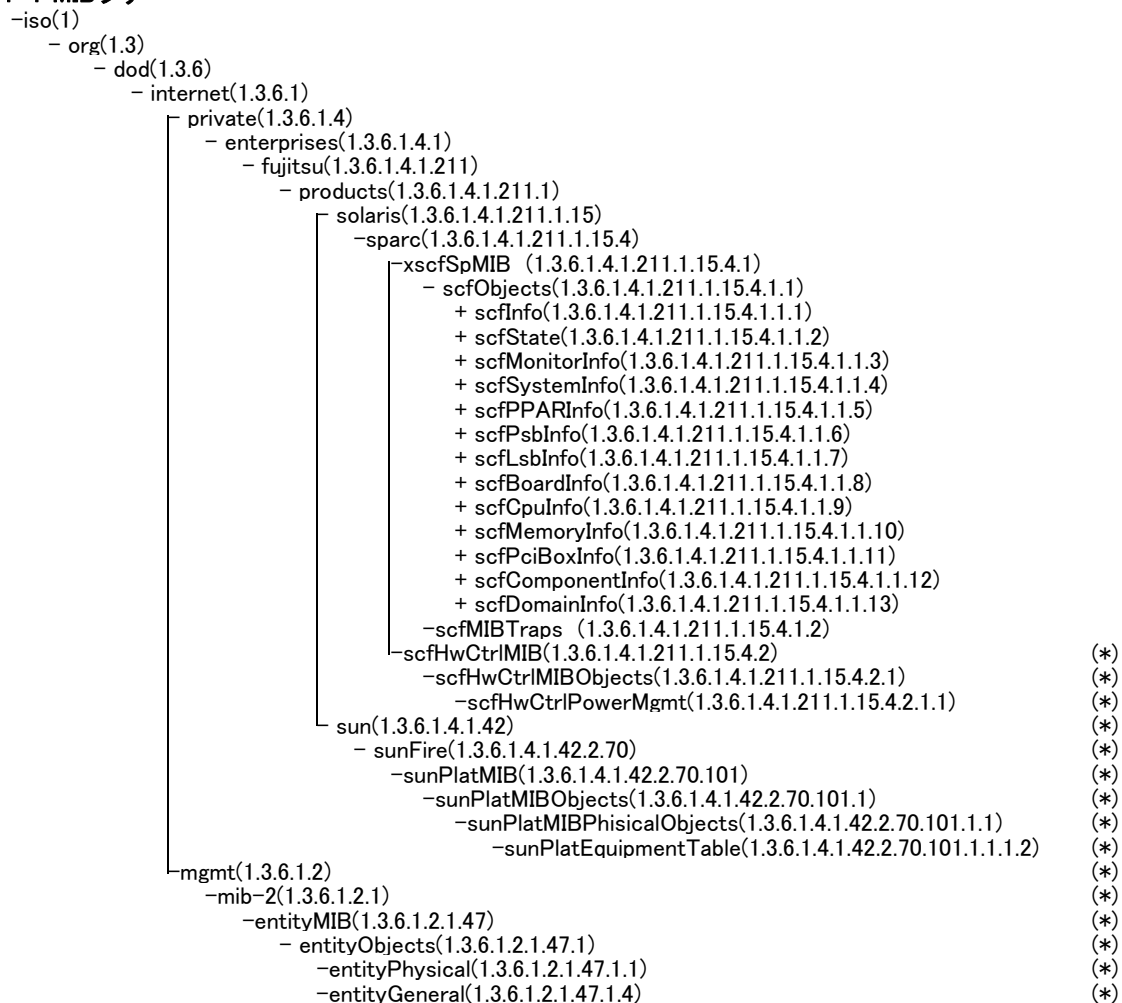 −iso(1)
− org(1.3)
− dod(1.3.6)
− internet(1.3.6.1)
− private(1.3.6.1.4)
− enterprises(1.3.6.1.4.1)
− fujitsu(1.3.6.1.4.1.211)
− products(1.3.6.1.4.1.211.1)
− solaris(1.3.6.1.4.1.211.1.15)
−sparc(1.3.6.1.4.1.211.1.15.4)
−xscfSpMIB (1.3.6.1.4.1.211.1.15.4.1)
− scfObjects(1.3.6.1.4.1.211.1.15.4.1.1)
+ scfInfo(1.3.6.1.4.1.211.1.15.4.1.1.1)
+ scfState(1.3.6.1.4.1.211.1.15.4.1.1.2)
+ scfMonitorInfo(1.3.6.1.4.1.211.1.15.4.1.1.3)
+ scfSystemInfo(1.3.6.1.4.1.211.1.15.4.1.1.4)
+ scfPPARInfo(1.3.6.1.4.1.211.1.15.4.1.1.5)
+ scfPsbInfo(1.3.6.1.4.1.211.1.15.4.1.1.6)
+ scfLsbInfo(1.3.6.1.4.1.211.1.15.4.1.1.7)
+ scfBoardInfo(1.3.6.1.4.1.211.1.15.4.1.1.8)
+ scfCpuInfo(1.3.6.1.4.1.211.1.15.4.1.1.9)
+ scfMemoryInfo(1.3.6.1.4.1.211.1.15.4.1.1.10)
+ scfPciBoxInfo(1.3.6.1.4.1.211.1.15.4.1.1.11)
+ scfComponentInfo(1.3.6.1.4.1.211.1.15.4.1.1.12)
+ scfDomainInfo(1.3.6.1.4.1.211.1.15.4.1.1.13)
−scfMIBTraps (1.3.6.1.4.1.211.1.15.4.1.2)
−scfHwCtrlMIB(1.3.6.1.4.1.211.1.15.4.2) (*)
−scfHwCtrlMIBObjects(1.3.6.1.4.1.211.1.15.4.2.1) (*)
−scfHwCtrlPowerMgmt(1.3.6.1.4.1.211.1.15.4.2.1.1) (*)
− sun(1.3.6.1.4.1.42) (*)
− sunFire(1.3.6.1.4.1.42.2.70) (*)
−sunPlatMIB(1.3.6.1.4.1.42.2.70.101) (*)
−sunPlatMIBObjects(1.3.6.1.4.1.42.2.70.101.1) (*)
−sunPlatMIBPhisicalObjects(1.3.6.1.4.1.42.2.70.101.1.1) (*)
−sunPlatEquipmentTable(1.3.6.1.4.1.42.2.70.101.1.1.1.2) (*)
−mgmt(1.3.6.1.2) (*)
−mib−2(1.3.6.1.2.1) (*)
−entityMIB(1.3.6.1.2.1.47) (*)
− entityObjects(1.3.6.1.2.1.47.1) (*)
−entityPhysical(1.3.6.1.2.1.47.1.1) (*)
−entityGeneral(1.3.6.1.2.1.47.1.4) (*)